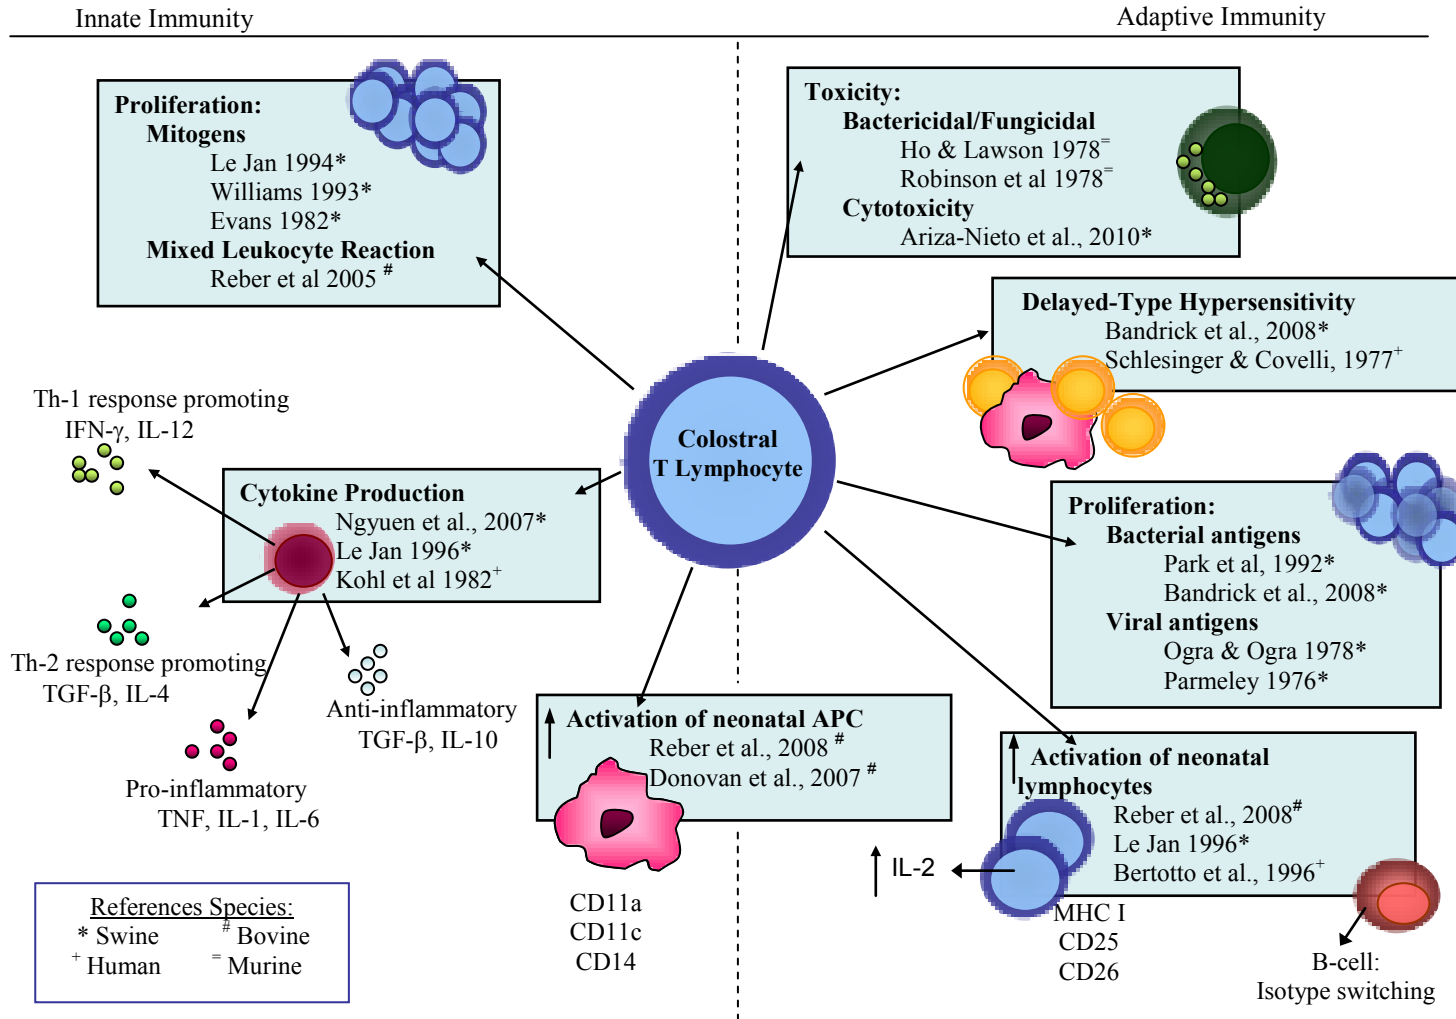 Innate Immunity
Adaptive Immunity
Proliferation:
Mitogens
Le Jan 1994*
Williams 1993*
Evans 1982*
Mixed Leukocyte Reaction
Reber et al 2005 #
Toxicity:
Bactericidal/Fungicidal
Ho & Lawson 1978=
Robinson et al 1978=
Cytotoxicity
Ariza-Nieto et al., 2010*
Delayed-Type Hypersensitivity
Bandrick et al., 2008*
Schlesinger & Covelli, 1977+
Colostral
T Lymphocyte
Th-1 response promoting
IFN-γ, IL-12
Cytokine Production
Ngyuen et al., 2007*
Le Jan 1996*
Kohl et al 1982+
Th-2 response promoting
TGF-β, IL-4
Anti-inflammatory
TGF-β, IL-10
Pro-inflammatory
TNF, IL-1, IL-6
Proliferation:
Bacterial antigens
Park et al, 1992*
Bandrick et al., 2008*
Viral antigens
Ogra & Ogra 1978*
Parmeley 1976*
Activation of neonatal APC
Reber et al., 2008 #
Donovan et al., 2007 #
CD11a
CD11c
CD14
Activation of neonatal
lymphocytes
Reber et al., 2008#
Le Jan 1996*
Bertotto et al., 1996+
IL-2
MHC I
CD25
CD26
B-cell:
Isotype switching
References Species:
* Swine # Bovine
+ Human = Murine